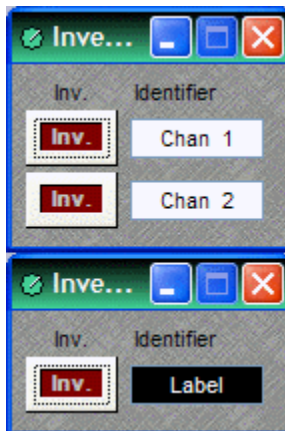 Inve...
Inv. Identifier
Inv. Chan 1
Inv. Chan 2
Inve...
Inv. Identifier
Inv. Label